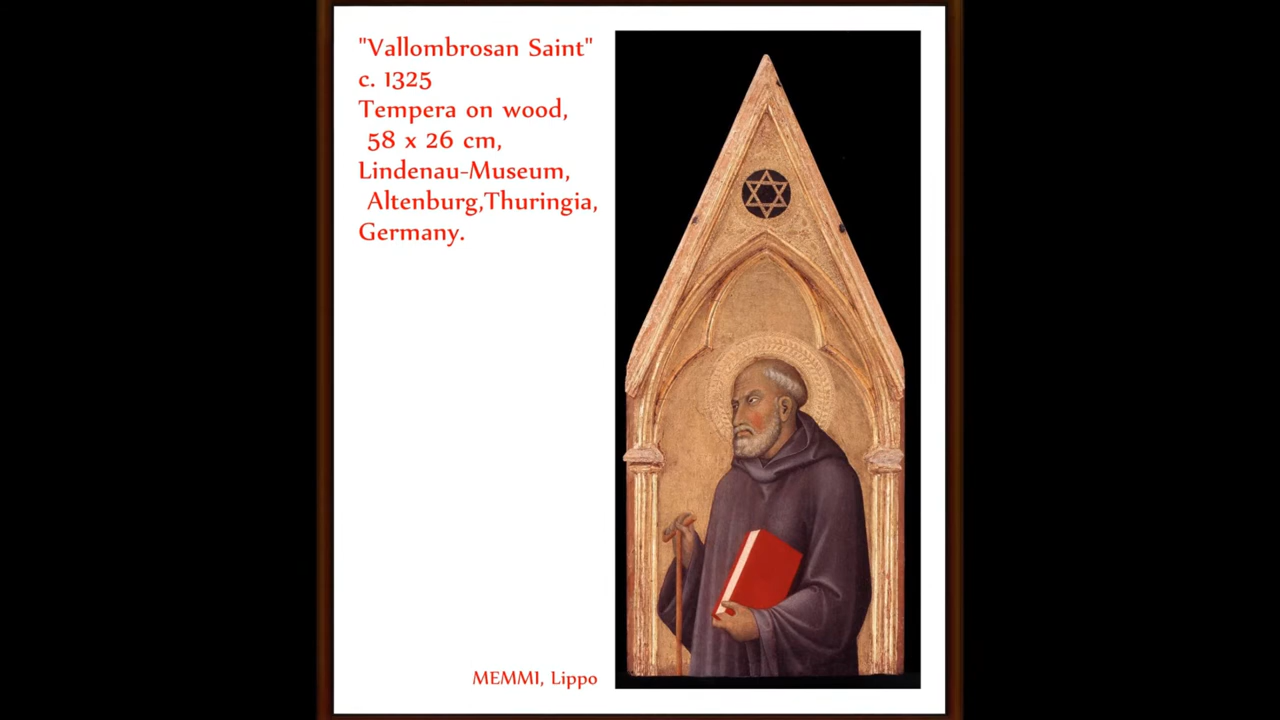 "Vallombrosan Saint"
c. 1325
Tempera on wood,
58 x 26 cm,
Lindenau-Museum,
Altenburg,Thuringia,
Germany.
MEMMI, Lippo